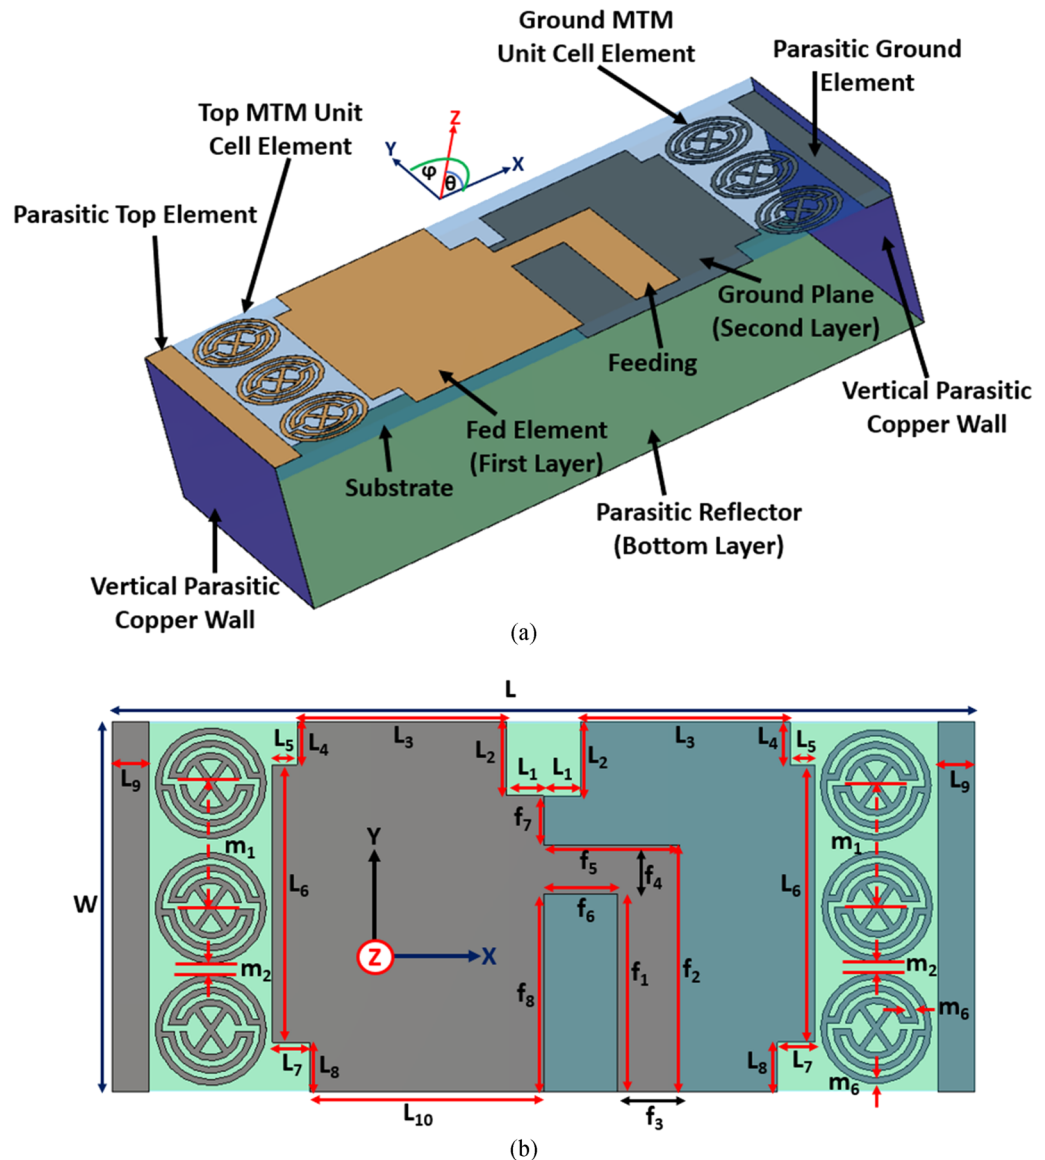 (a)
Ground MTM
Unit Cell Element
Parasitic Ground
Element
Top MTM Unit
Cell Element
Z
Y
X
φ
θ
Parasitic Top Element
Ground Plane
(Second Layer)
Feeding
Vertical Parasitic
Copper Wall
Fed Element
(First Layer)
Substrate
Parasitic Reflector
(Bottom Layer)
Vertical Parasitic
Copper Wall
(a)
L
L3
L3
L5
L4
L2
L2
L4
L5
L9
L1
L1
L9
f7
m1
Y
f5
f4
m1
L6
f6
L6
W
Z
X
m2
f8
f1
f2
m2
m6
L7
L8
L8
L7
m6
L10
f3
(b)